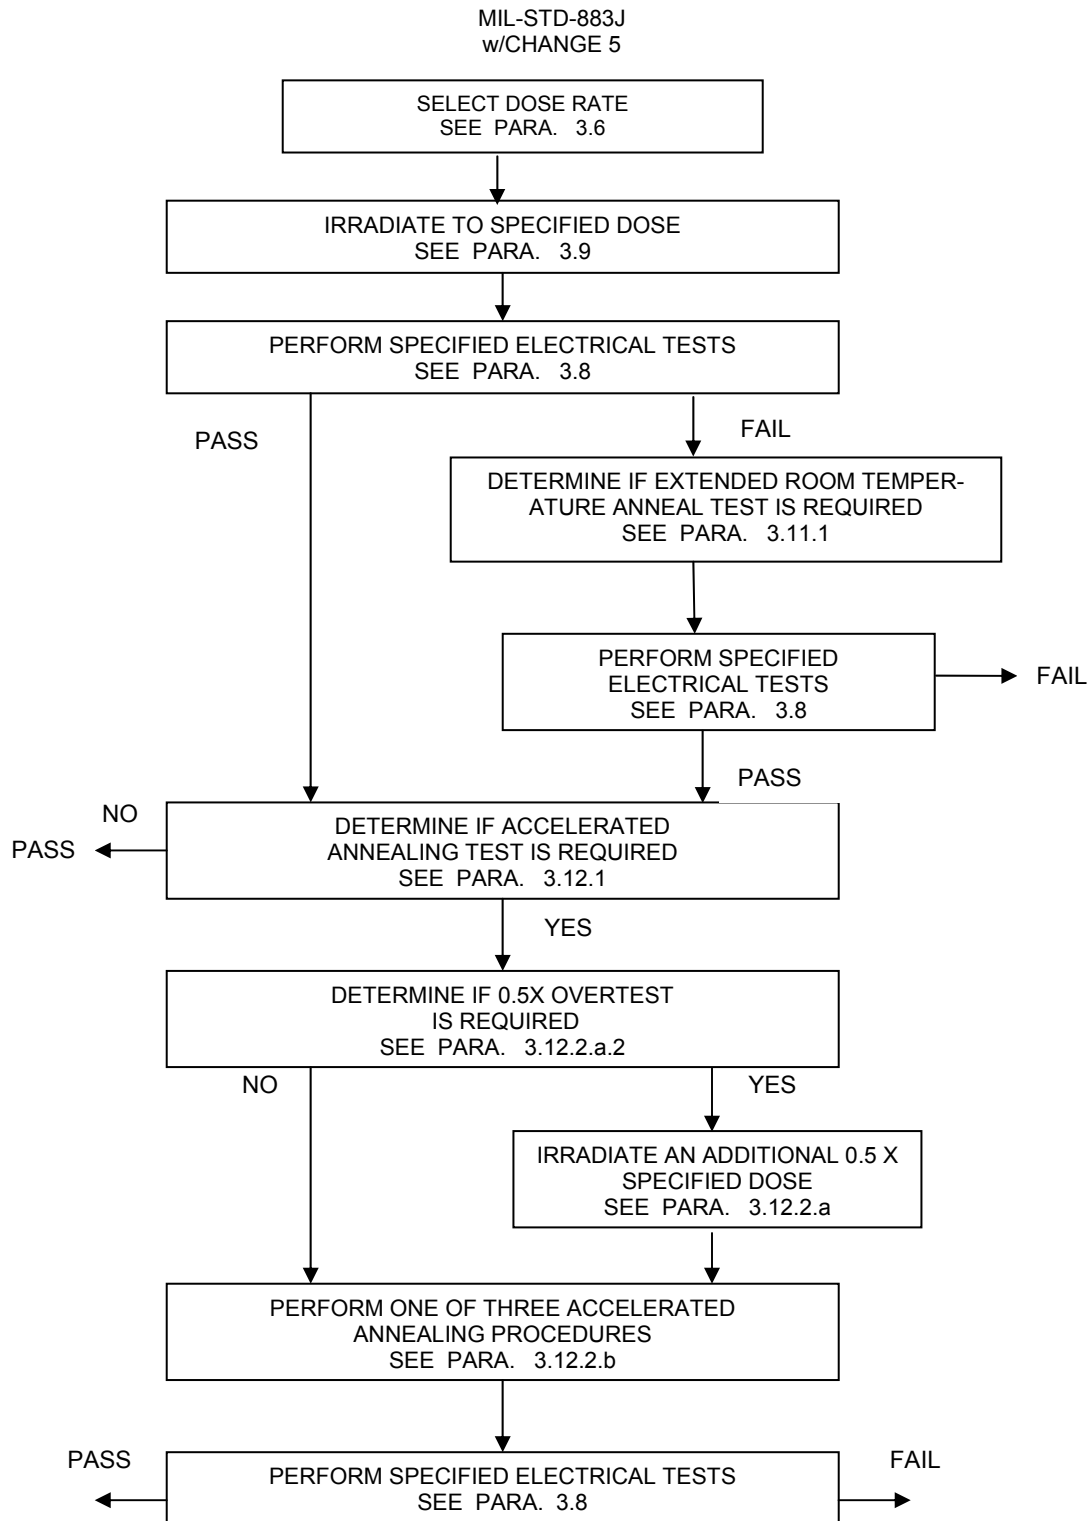 MIL-STD-883J
w/CHANGE 5
SELECT DOSE RATE
SEE PARA. 3.6
IRRADIATE TO SPECIFIED DOSE
SEE PARA. 3.9
PERFORM SPECIFIED ELECTRICAL TESTS
SEE PARA. 3.8
PASS
FAIL
DETERMINE IF EXTENDED ROOM TEMPER-
ATURE ANNEAL TEST IS REQUIRED
SEE PARA. 3.11.1
PERFORM SPECIFIED
ELECTRICAL TESTS
SEE PARA. 3.8
FAIL
PASS
NO
PASS
DETERMINE IF ACCELERATED
ANNEALING TEST IS REQUIRED
SEE PARA. 3.12.1
YES
DETERMINE IF 0.5X OVERTEST
IS REQUIRED
SEE PARA. 3.12.2.a.2
NO
YES
IRRADIATE AN ADDITIONAL 0.5 X
SPECIFIED DOSE
SEE PARA. 3.12.2.a
PERFORM ONE OF THREE ACCELERATED
ANNEALING PROCEDURES
SEE PARA. 3.12.2.b
PASS
FAIL
PERFORM SPECIFIED ELECTRICAL TESTS
SEE PARA. 3.8